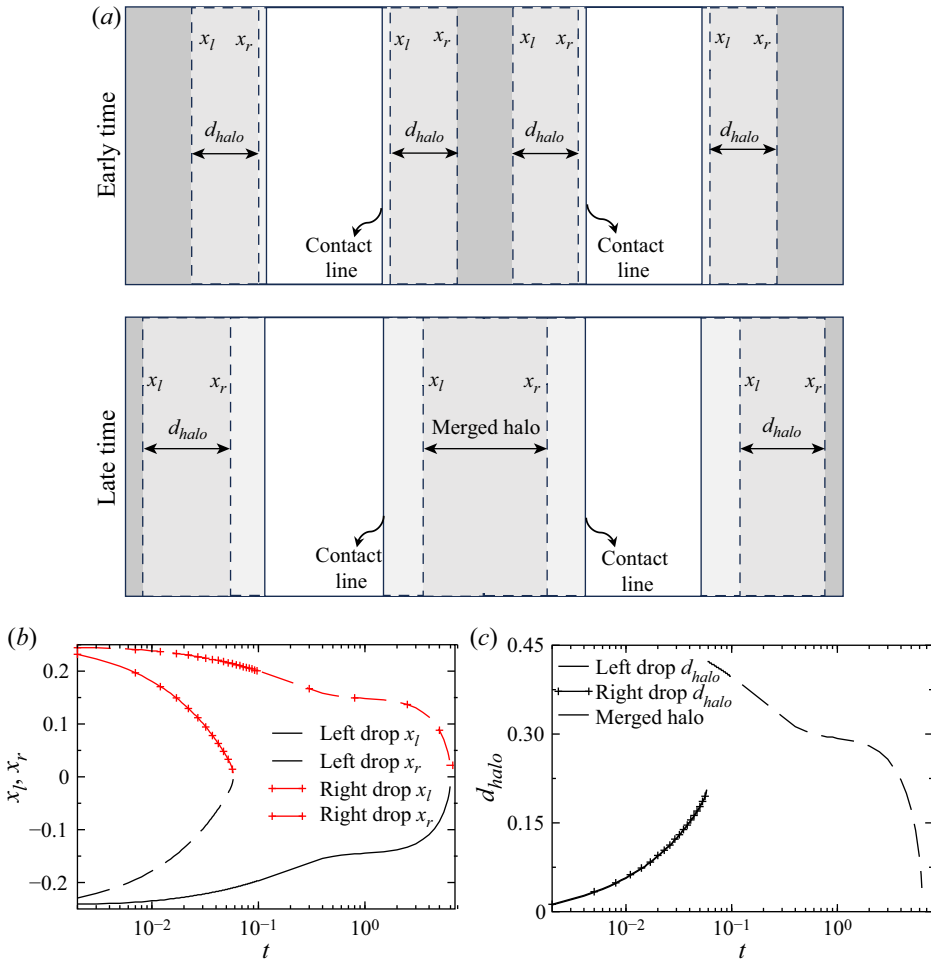 (a)
Early time
x_l x_r x_l x_r x_l x_r x_l x_r
d_halo d_halo d_halo d_halo
Contact line
Contact line
Late time
x_l x_r x_l x_r x_l x_r
d_halo Merged halo d_halo
Contact line
Contact line
(b)
x_l, x_r
0.2
0.1
0
−0.1
−0.2
Left drop x_l
Left drop x_r
Right drop x_l
Right drop x_r
10^−2 10^−1 10^0
t
(c)
d_halo
0.45
0.30
0.15
0
Left drop d_halo
Right drop d_halo
Merged halo
10^−2 10^−1 10^0
t